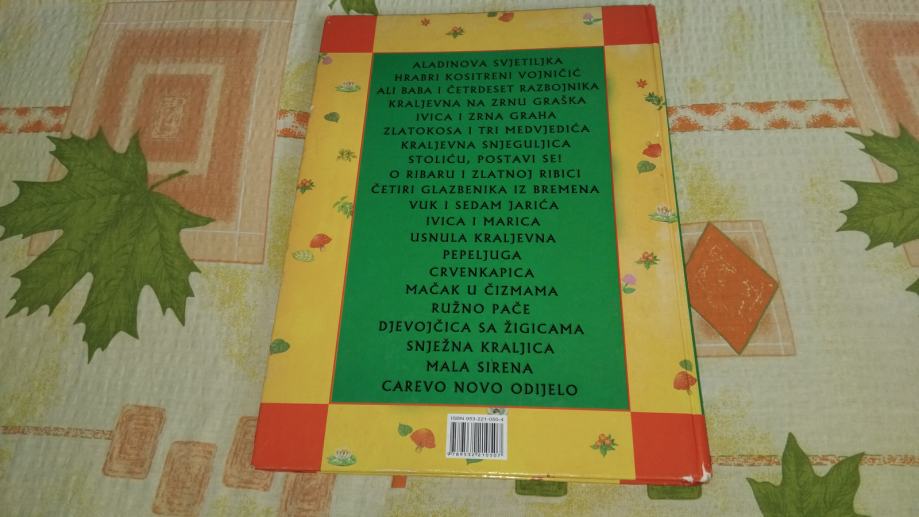 ALADINOVA SVJETILJKA
HRABRI KOSITRENI VOJNIČIĆ
ALI BABA I ČETRDESET RAZBOJNIKA
KRALJEVNA NA ZRNU GRAŠKA
IVICA I ZRNA GRAHA
ZLATOKOSA I TRI MEDVJEDIĆA
KRALJEVNA SNJEGULJICA
STOLIĆU, POSTAVI SE!
O RIBARU I ZLATNOJ RIBICI
ČETIRI GLAZBENIKA IZ BREMENA
VUK I SEDAM JARIĆA
IVICA I MARICA
USNULA KRALJEVNA
PEPELJUGA
CRVENKAPICA
MAČAK U ČIZMAMA
RUŽNO PAČE
DJEVOJČICA SA ŽIGICAMA
SNJEŽNA KRALJICA
MALA SIRENA
CAREVO NOVO ODIJELO